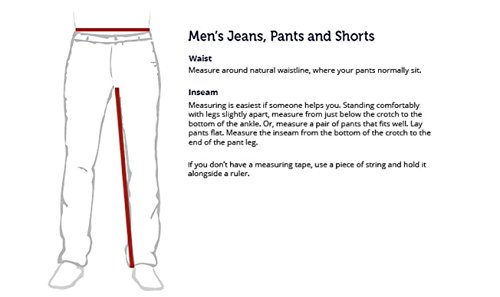 Men's Jeans, Pants and Shorts
Waist
Measure around natural waistline, where your pants normally sit.
Inseam
Measuring is easiest if someone helps you. Standing comfortably
with legs slightly apart, measure from just below the crotch to the
bottom of the ankle. Or, measure a pair of pants that fits well. Lay
pants flat. Measure the inseam from the bottom of the crotch to the
end of the pant leg.
If you don't have a measuring tape, use a piece of string and hold it
alongside a ruler.